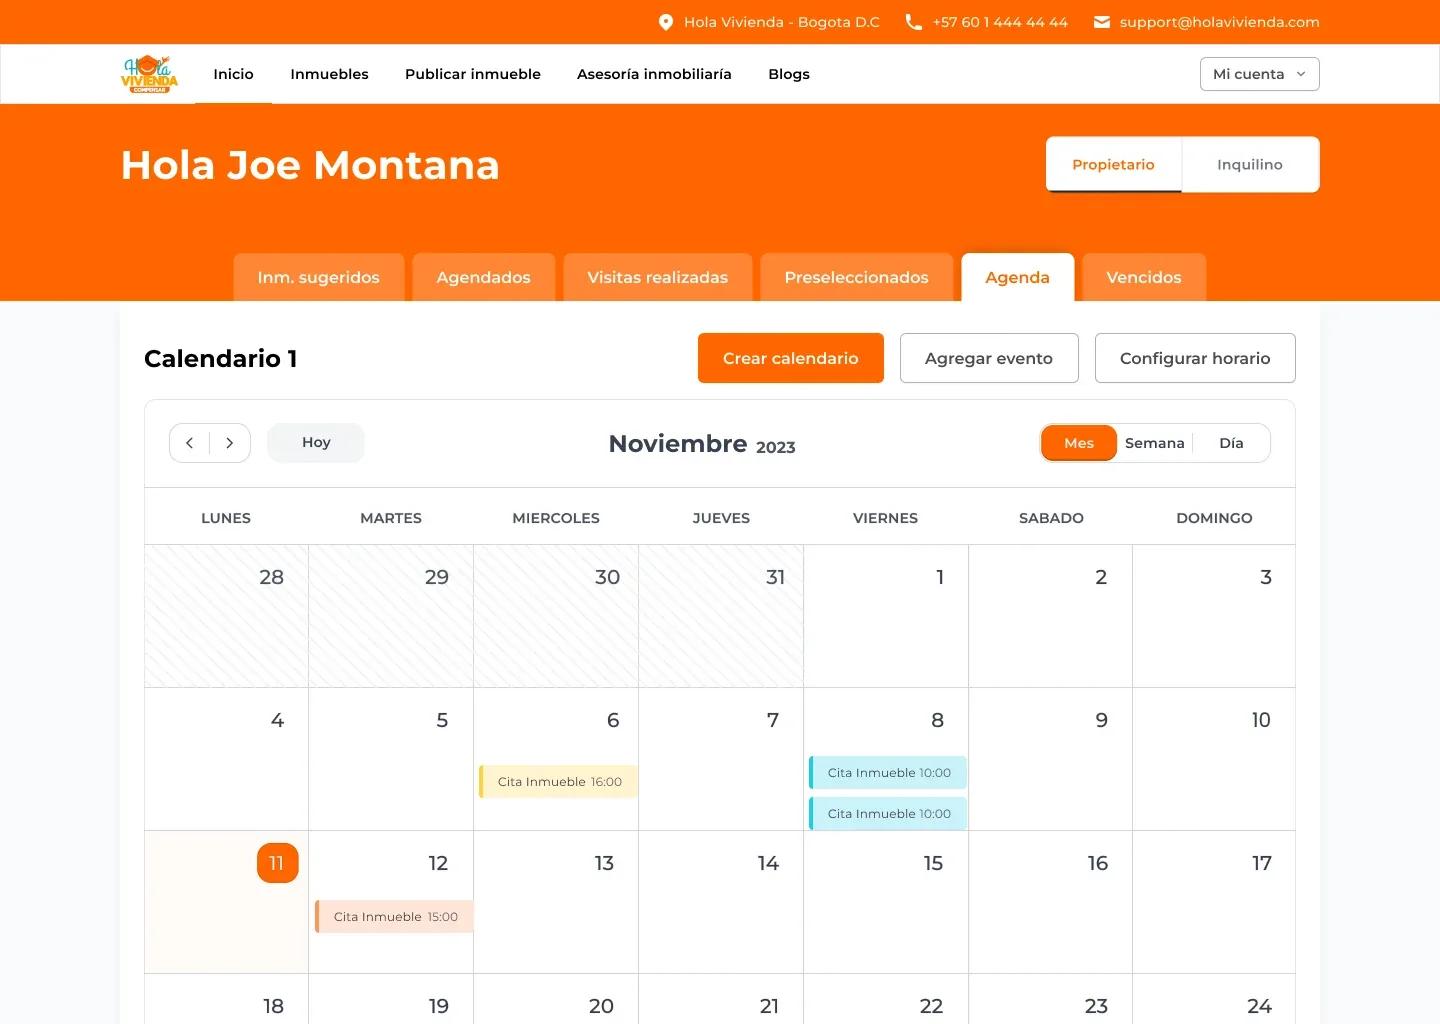 Hola Vivienda - Bogota D.C +57 60 1 444 44 44 support@holavivienda.com
Hola
VIVIENDA
COMPENSAR
Inicio Inmuebles Publicar inmueble Asesoría inmobiliaría Blogs Mi cuenta
Hola Joe Montana
Propietario Inquilino
Inm. sugeridos Agendados Visitas realizadas Preseleccionados Agenda Vencidos
Calendario 1 Crear calendario Agregar evento Configurar horario
Hoy Noviembre 2023 Mes Semana Día
LUNES MARTES MIERCOLES JUEVES VIERNES SABADO DOMINGO
28 29 30 31 1 2 3
4 5 6 7 8 9 10
Cita Inmueble 16:00
Cita Inmueble 10:00
Cita Inmueble 10:00
11 12 13 14 15 16 17
Cita Inmueble 15:00
18 19 20 21 22 23 24